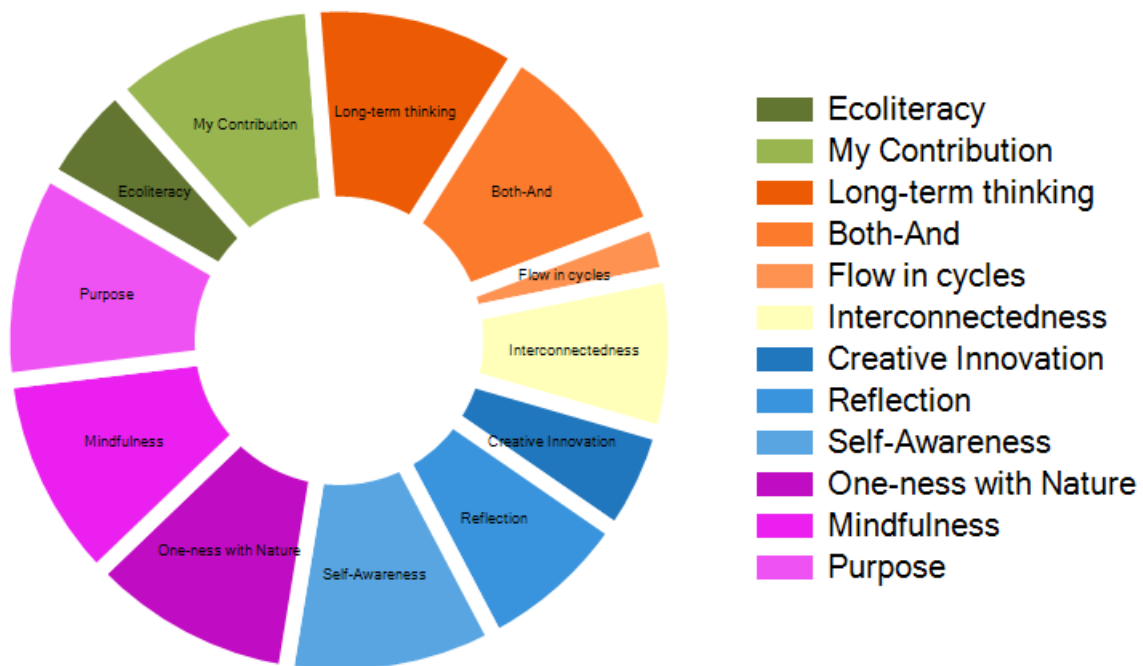 Long-term thinking
My Contribution
Both-And
Ecoliteracy
Flow in cycles
Purpose
Interconnectedness
Mindfulness
Creative Innovation
Reflection
One-ness with Nature
Self-Awareness
Ecoliteracy
My Contribution
Long-term thinking
Both-And
Flow in cycles
Interconnectedness
Creative Innovation
Reflection
Self-Awareness
One-ness with Nature
Mindfulness
Purpose